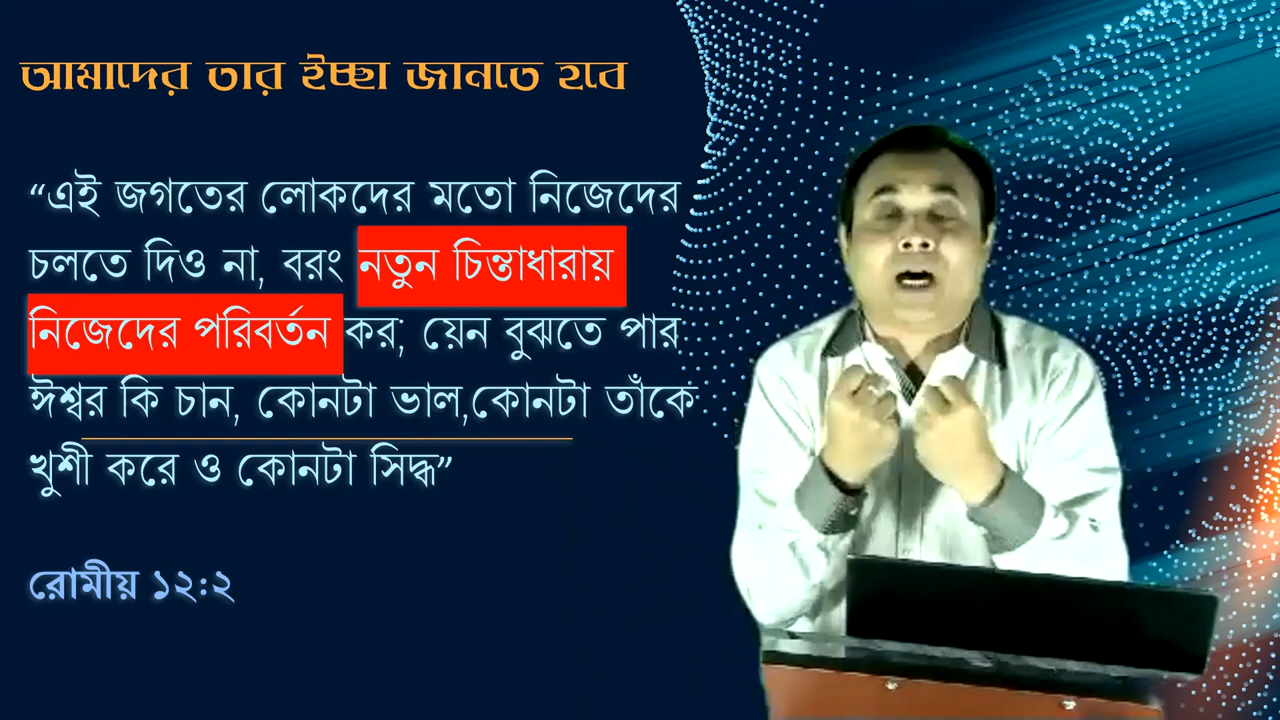 আমাদের তার ইচ্ছা জানতে হবে
“এই জগতের লোকদের মতো নিজেদের
চলতে দিও না, বরং নতুন চিন্তাধারায়
নিজেদের পরিবর্তন কর; য়েন বুঝতে পার
ঈশ্বর কি চান, কোনটা ভাল,কোনটা তাঁকে
খুশী করে ও কোনটা সিদ্ধ”
রোমীয় ১২:২